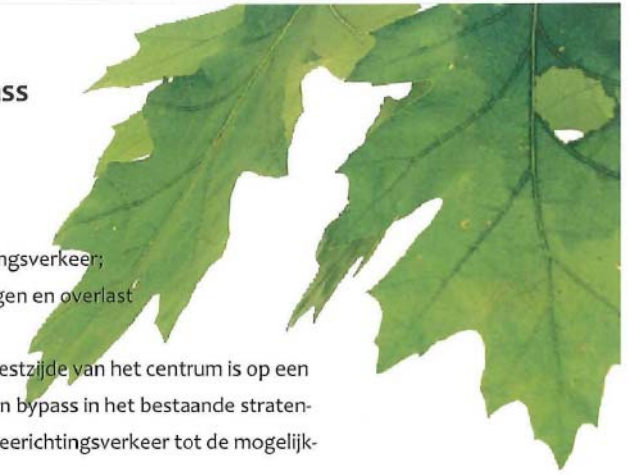 ss
ngsverkeer;
gen en overlast
estzijde van het centrum is op een
n bypass in het bestaande straten-
eerichtingsverkeer tot de mogelijk-